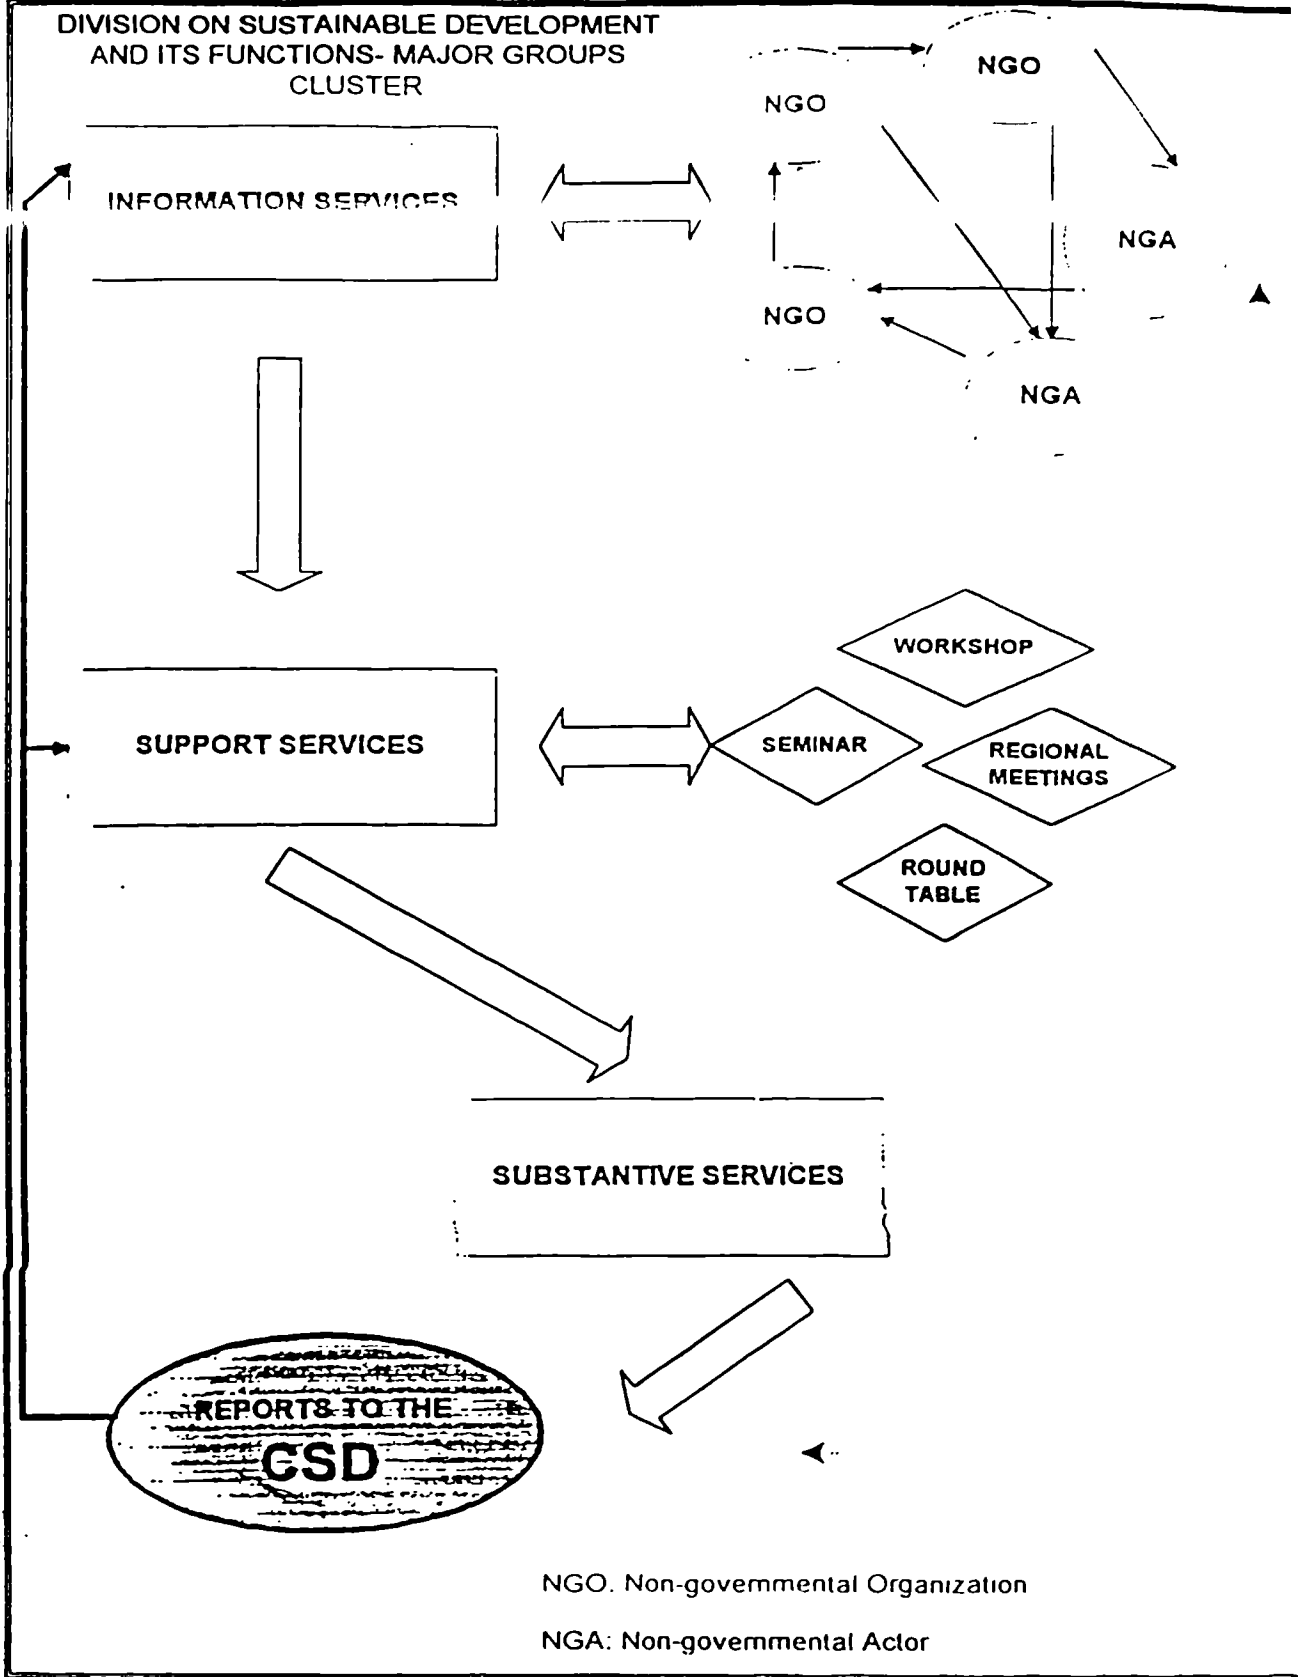 DIVISION ON SUSTAINABLE DEVELOPMENT
AND ITS FUNCTIONS- MAJOR GROUPS
CLUSTER
NGO
NGO
INFORMATION SERVICES
NGA
NGO
NGA
WORKSHOP
SUPPORT SERVICES
SEMINAR
REGIONAL
MEETINGS
ROUND
TABLE
SUBSTANTIVE SERVICES
REPORTS TO THE
CSD
NGO. Non-governmental Organization
NGA: Non-governmental Actor